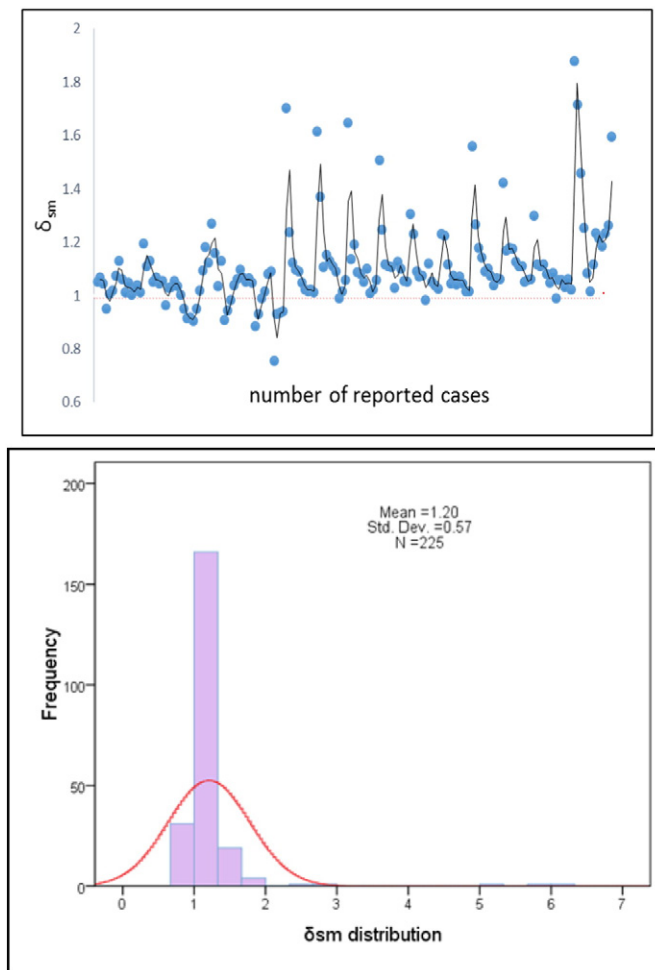 2
1.8
1.6
1.4
1.2
1
0.8
0.6
δsm
number of reported cases
Mean =1.20
Std. Dev. =0.57
N =225
200
150
100
50
0
Frequency
0 1 2 3 4 5 6 7
δsm distribution